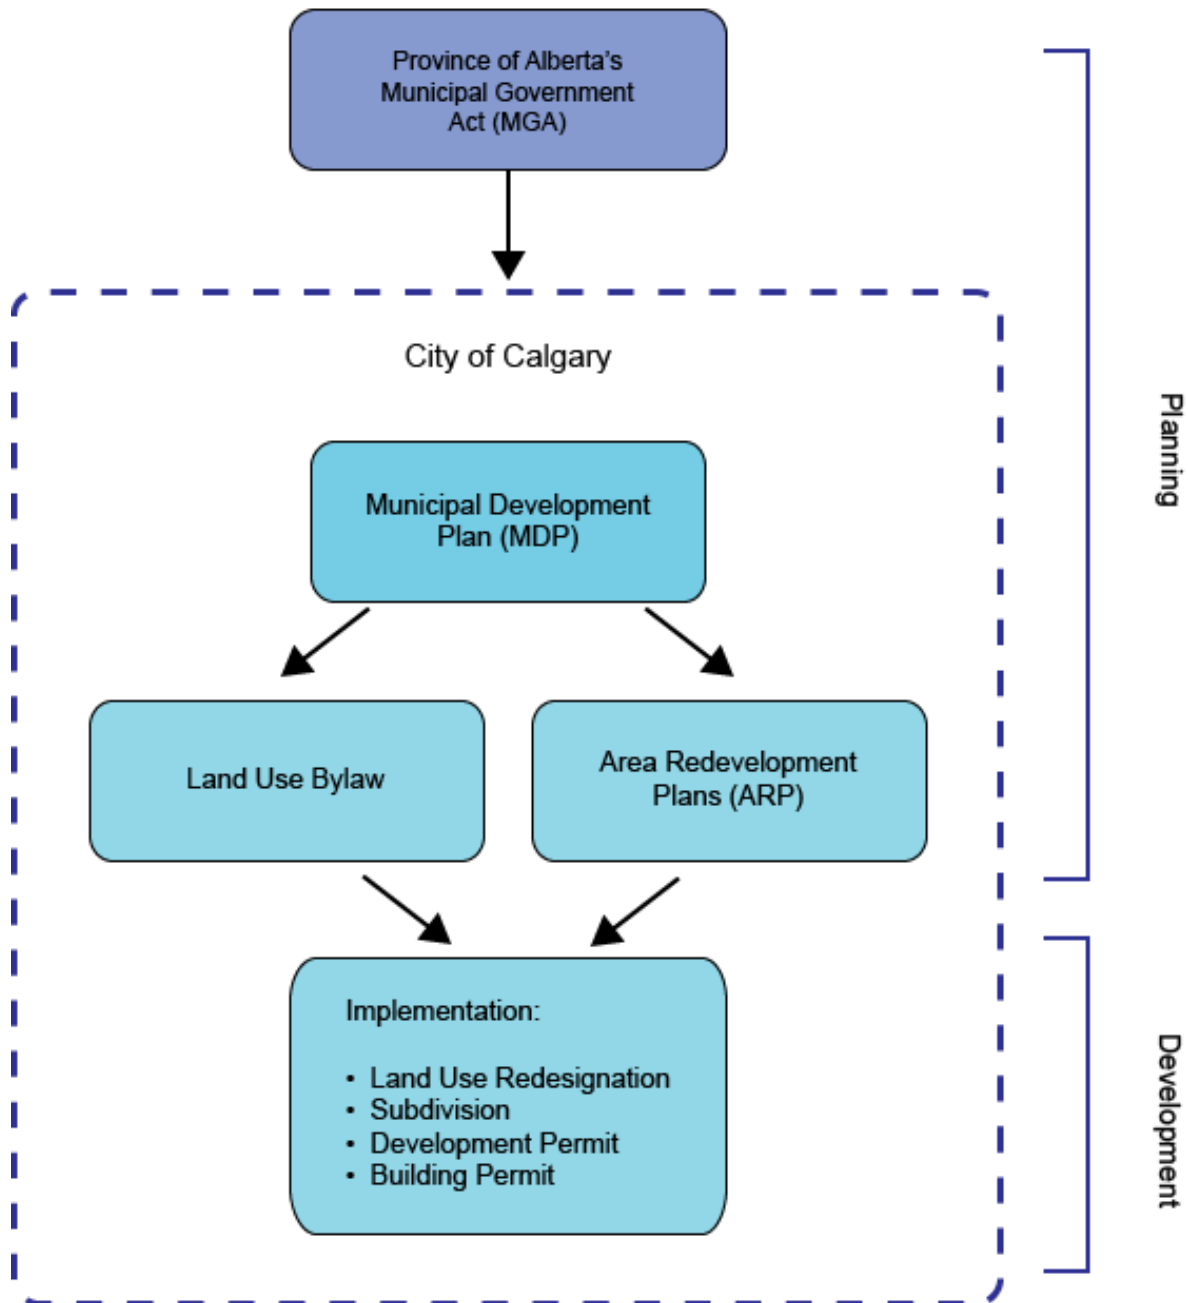 Province of Alberta's
Municipal Government
Act (MGA)
City of Calgary
Municipal Development
Plan (MDP)
Land Use Bylaw
Area Redevelopment
Plans (ARP)
Implementation:
• Land Use Redesignation
• Subdivision
• Development Permit
• Building Permit
Planning
Development